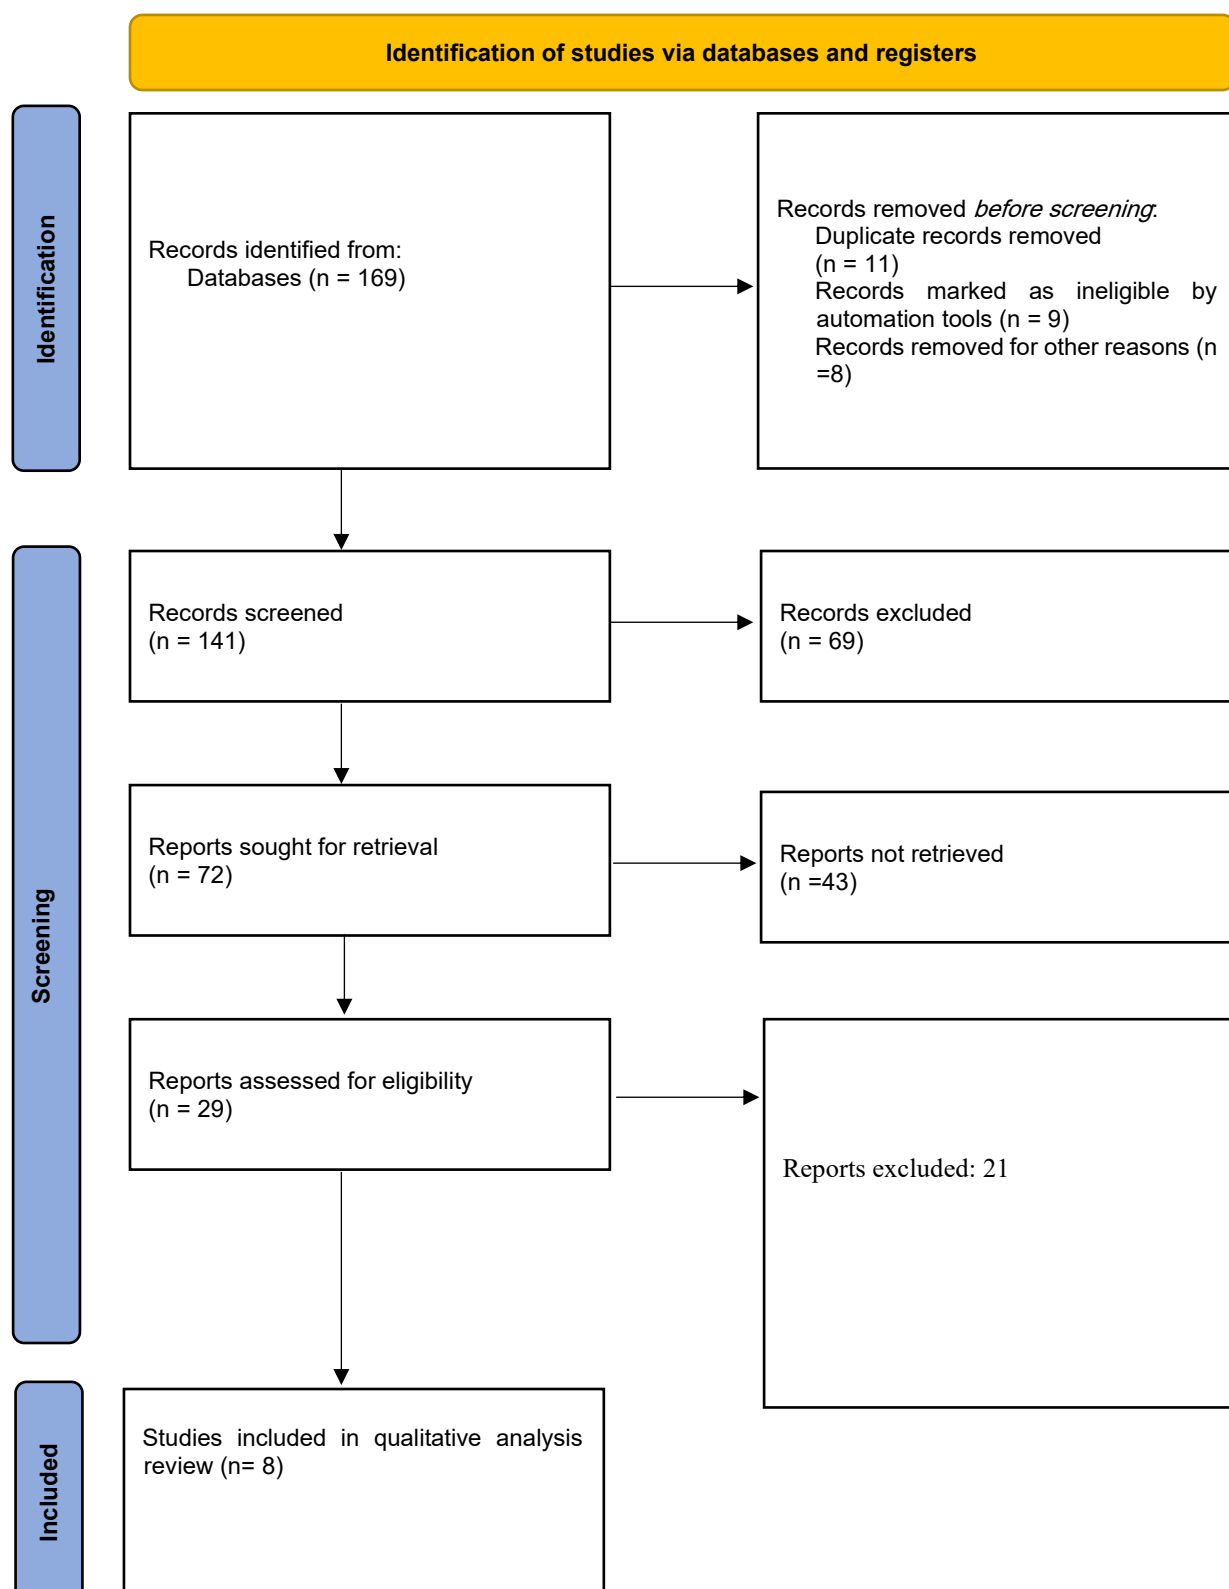 Identification of studies via databases and registers
Identification
Records identified from:
Databases (n = 169)
Records removed before screening:
Duplicate records removed
(n = 11)
Records marked as ineligible by
automation tools (n = 9)
Records removed for other reasons (n
=8)
Screening
Records screened
(n = 141)
Records excluded
(n = 69)
Reports sought for retrieval
(n = 72)
Reports not retrieved
(n =43)
Reports assessed for eligibility
(n = 29)
Reports excluded: 21
Included
Studies included in qualitative analysis
review (n= 8)